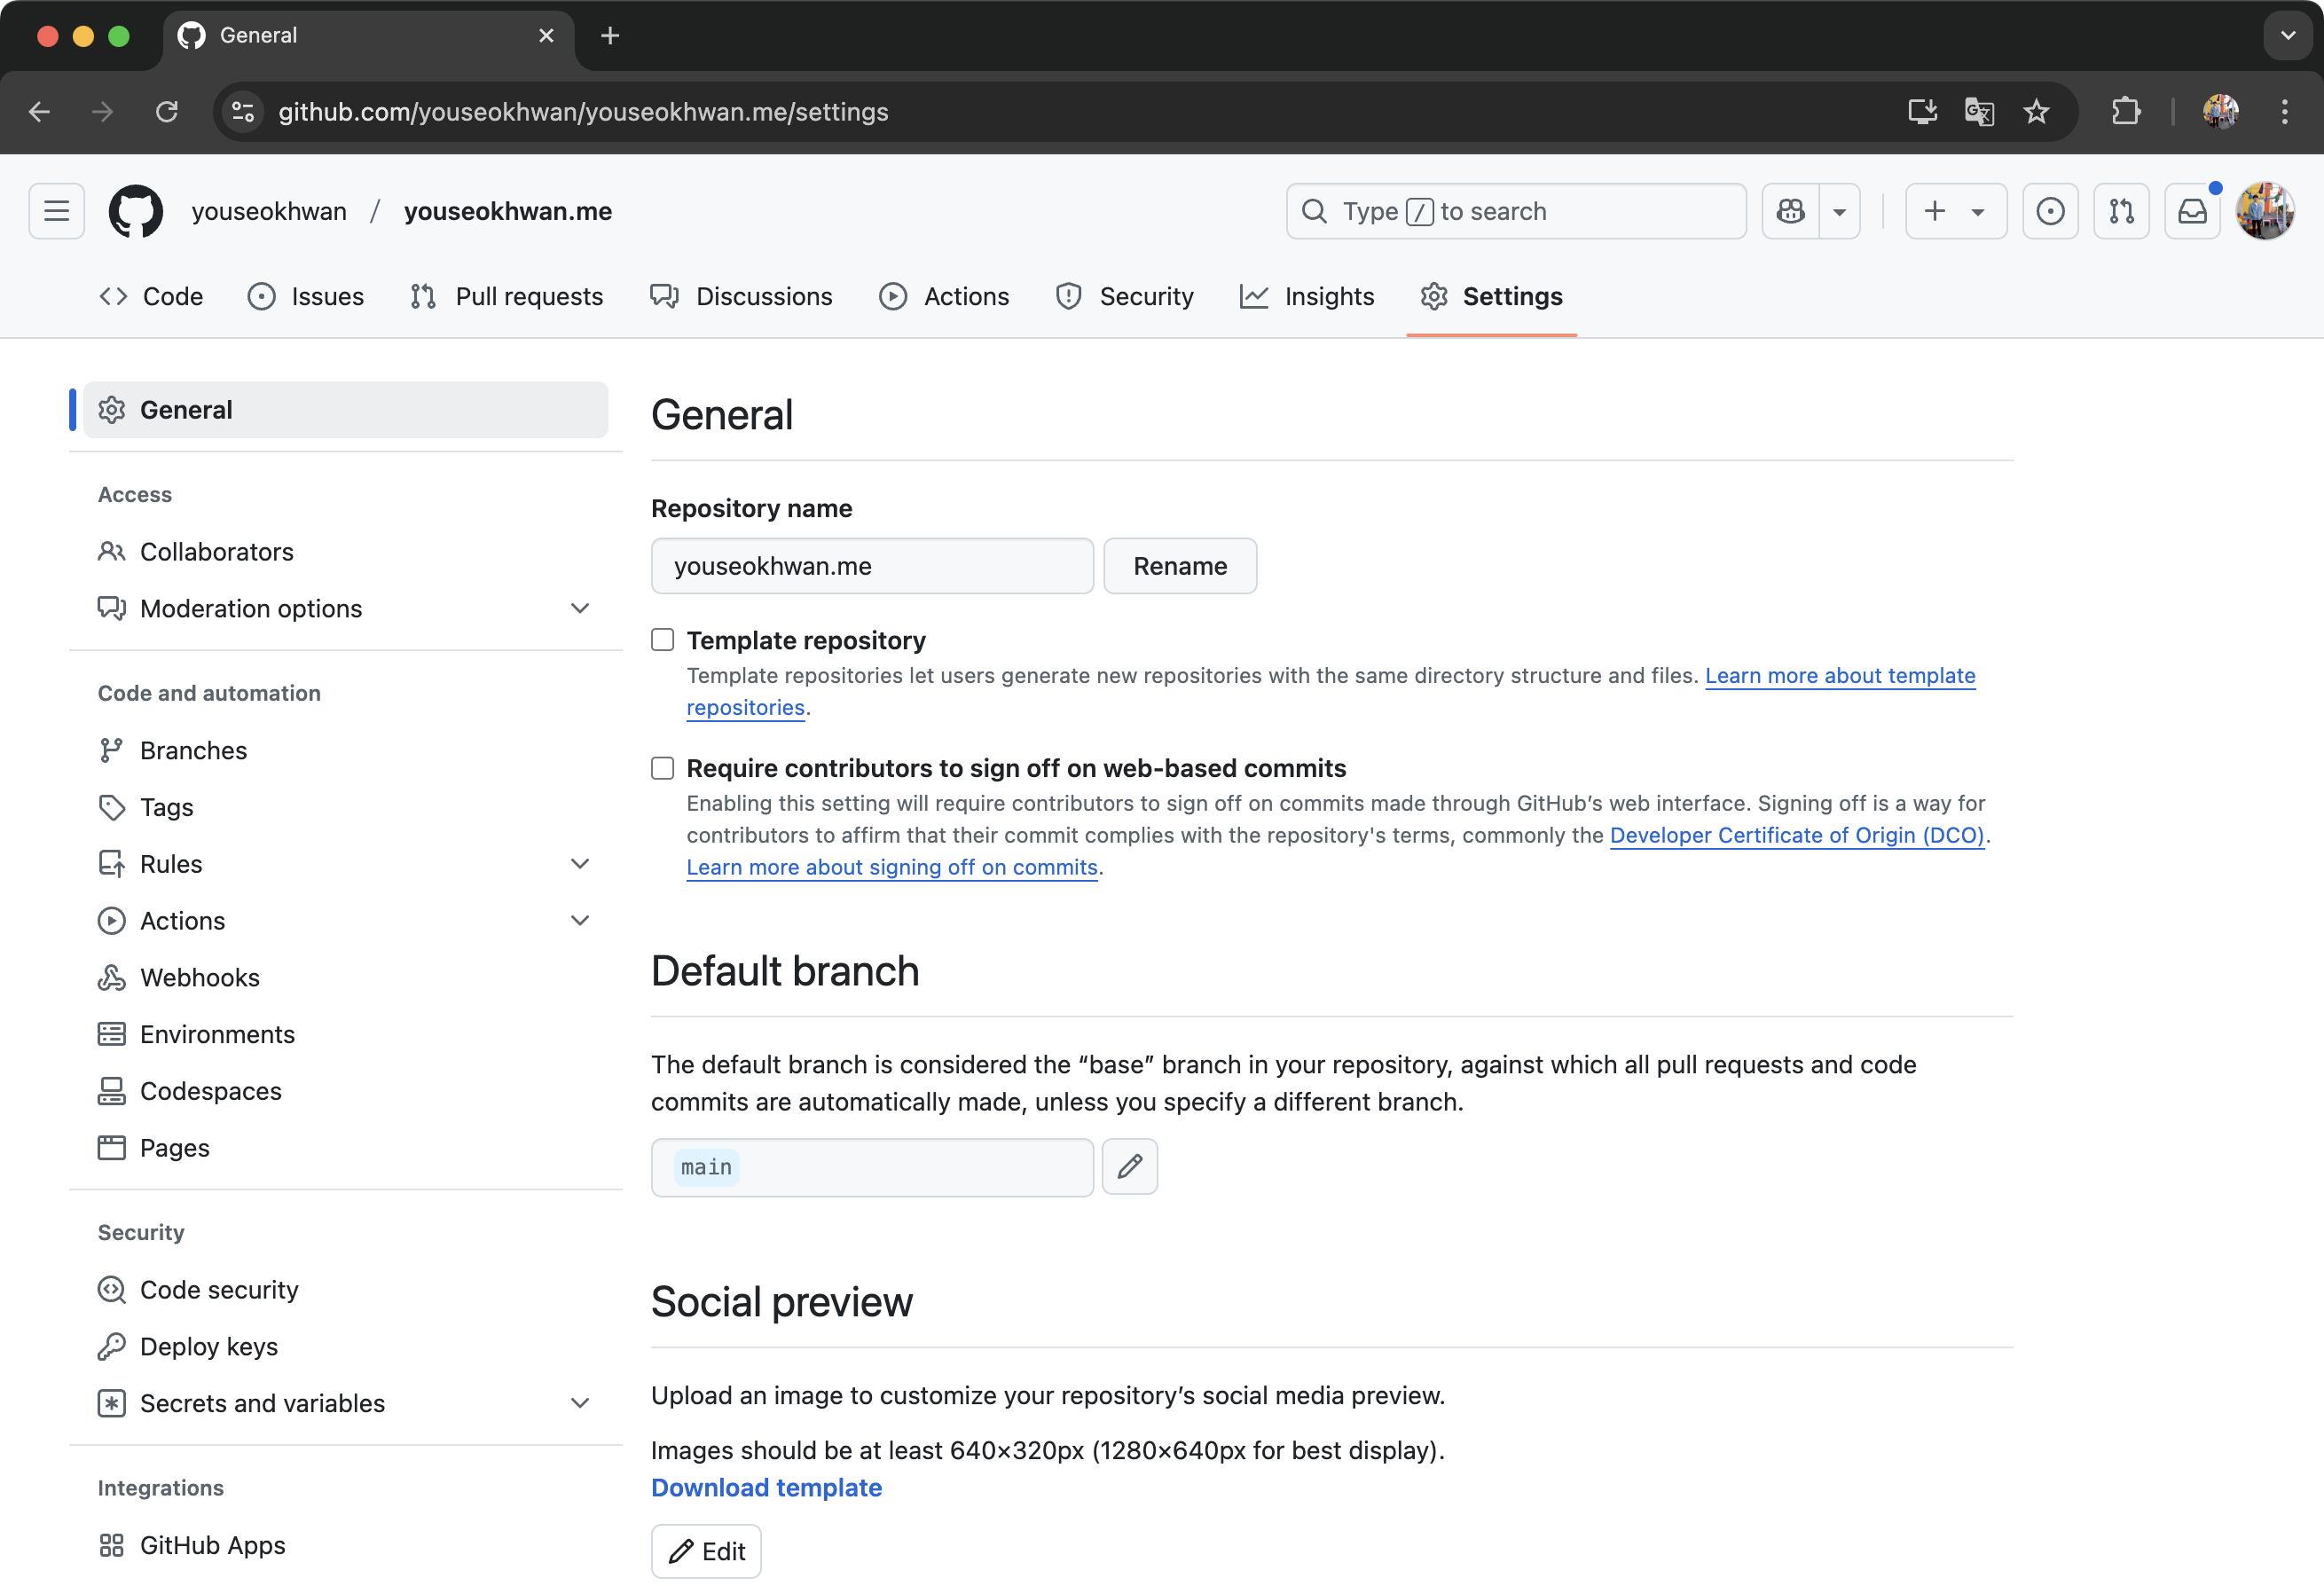 General
github.com/youseokhwan/youseokhwan.me/settings
youseokhwan / youseokhwan.me
Type / to search
Code
Issues
Pull requests
Discussions
Actions
Security
Insights
Settings
General
Access
Collaborators
Moderation options
Code and automation
Branches
Tags
Rules
Actions
Webhooks
Environments
Codespaces
Pages
Security
Code security
Deploy keys
Secrets and variables
Integrations
GitHub Apps
General
Repository name
youseokhwan.me
Rename
Template repository
Template repositories let users generate new repositories with the same directory structure and files. Learn more about template
repositories.
Require contributors to sign off on web-based commits
Enabling this setting will require contributors to sign off on commits made through GitHub’s web interface. Signing off is a way for
contributors to affirm that their commit complies with the repository's terms, commonly the Developer Certificate of Origin (DCO).
Learn more about signing off on commits.
Default branch
The default branch is considered the “base” branch in your repository, against which all pull requests and code
commits are automatically made, unless you specify a different branch.
main
Social preview
Upload an image to customize your repository’s social media preview.
Images should be at least 640×320px (1280×640px for best display).
Download template
Edit